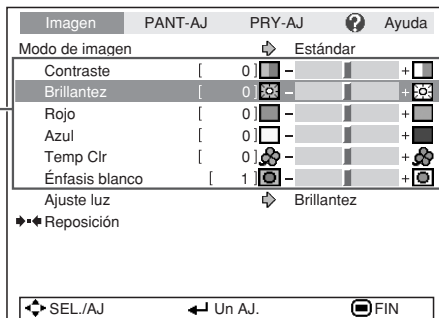 Imagen PANT-AJ PRY-AJ ? Ayuda
Modo de imagen Estándar
Contraste [ 0 ] − +
Brillantez [ 0 ] − +
Rojo [ 0 ] − +
Azul [ 0 ] − +
Temp Clr [ 0 ] − +
Énfasis blanco [ 1 ] − +
Ajuste luz Brillantez
Reposición
SEL./AJ Un AJ. FIN